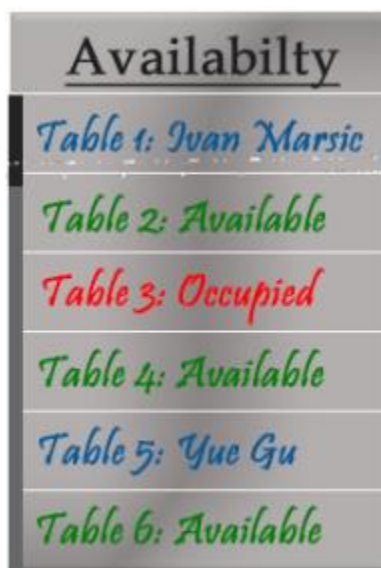 Availabilty
Table 1: Ivan Marsic
Table 2: Available
Table 3: Occupied
Table 4: Available
Table 5: Yue Gu
Table 6: Available